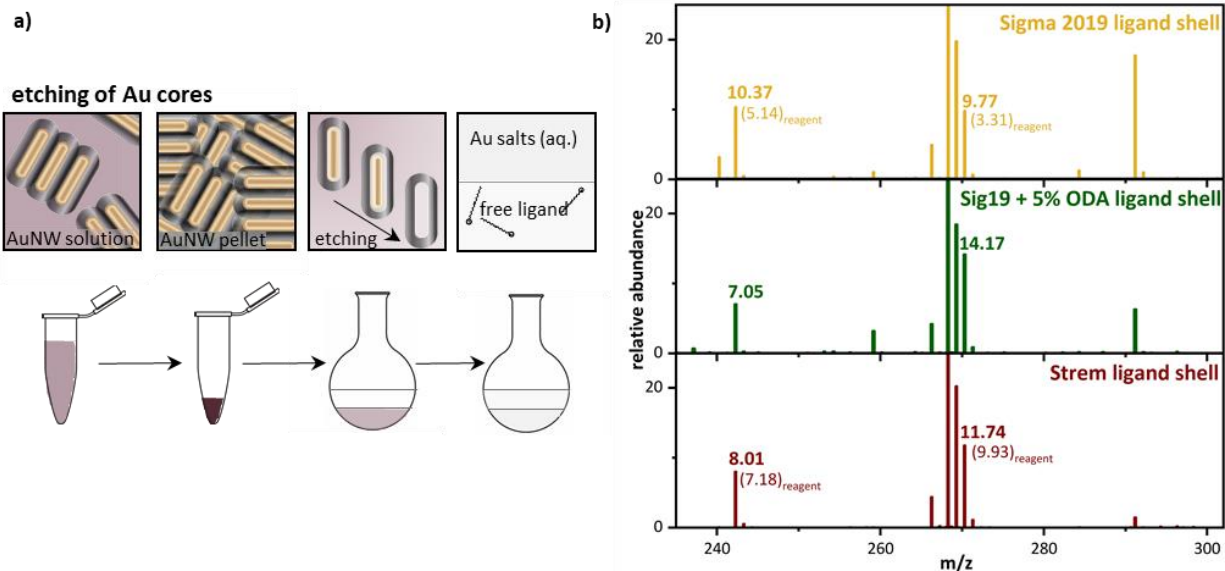 a)
etching of Au cores
AuNW solution
AuNW pellet
etching
Au salts (aq.)
free ligand
b)
Sigma 2019 ligand shell
20
10.37
(5.14)reagent
9.77
(3.31)reagent
0
Sig19 + 5% ODA ligand shell
20
7.05
14.17
0
Strem ligand shell
20
8.01
(7.18)reagent
11.74
(9.93)reagent
0
relative abundance
240
260
280
300
m/z